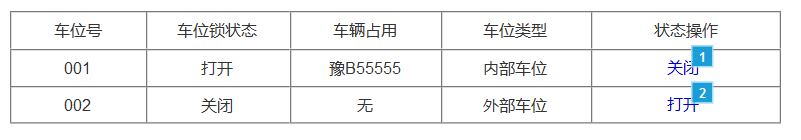 车位号 车位锁状态 车辆占用 车位类型 状态操作
001 打开 豫B55555 内部车位 关闭 1
002 关闭 无 外部车位 打开 2